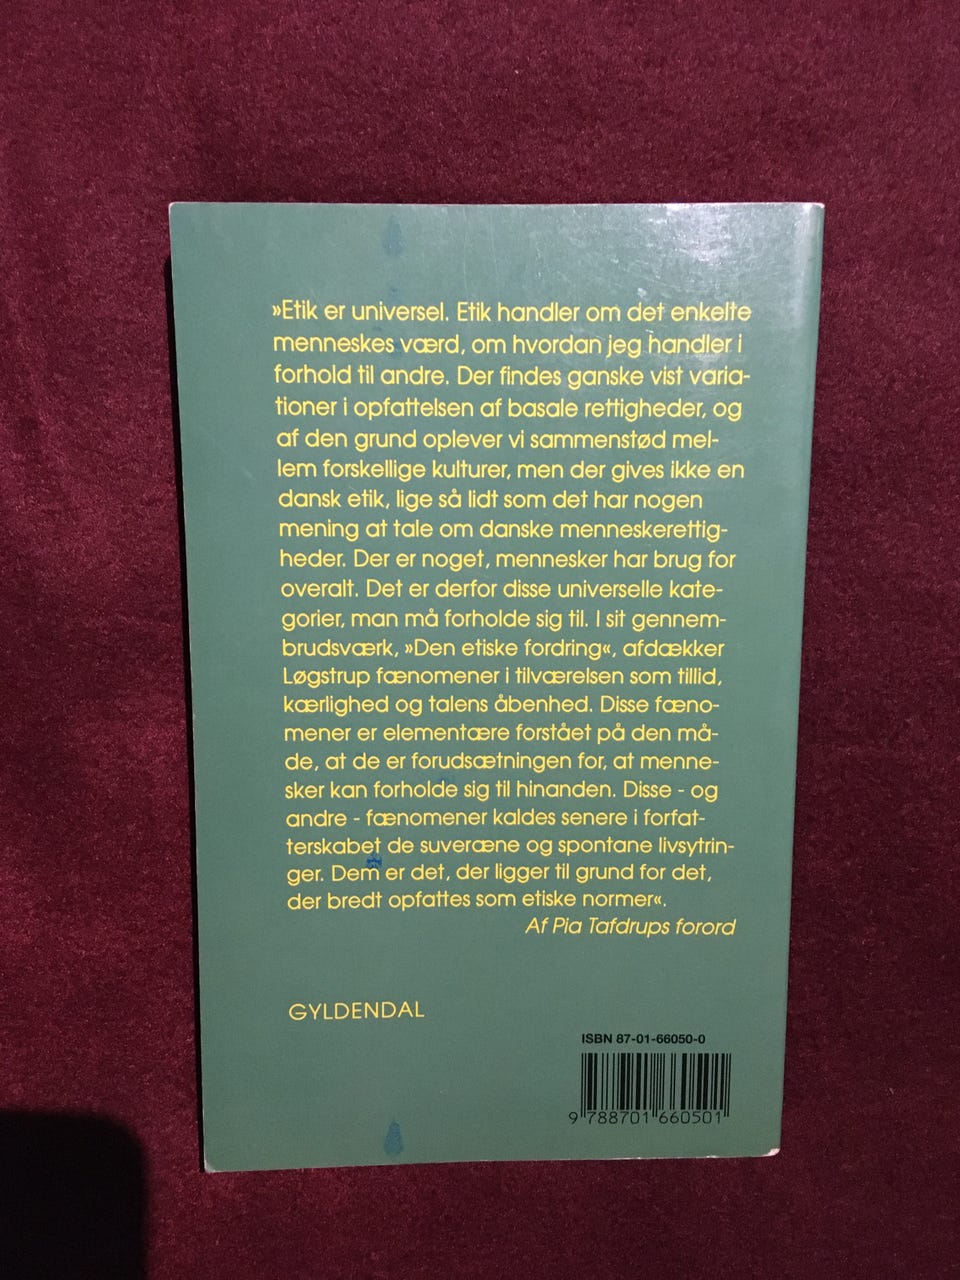 »Etik er universel. Etik handler om det enkelte
menneskes værd, om hvordan jeg handler i
forhold til andre. Der findes ganske vist varia-
tioner i opfattelsen af basale rettigheder, og
af den grund oplever vi sammenstød mel-
lem forskellige kulturer, men der gives ikke en
dansk etik, lige så lidt som det har nogen
mening at tale om danske menneskerettig-
heder. Der er noget, mennesker har brug for
overalt. Det er derfor disse universelle kate-
gorier, man må forholde sig til. I sit gennem-
brudsværk, »Den etiske fordring«, afdækker
Løgstrup fænomener i tilværelsen som tillid,
kærlighed og talens åbenhed. Disse fæno-
mener er elementære forstået på den må-
de, at de er forudsætningen for, at menne-
sker kan forholde sig til hinanden. Disse - og
andre - fænomener kaldes senere i forfat-
terskabet de suveræne og spontane livsytrin-
ger. Dem er det, der ligger til grund for det,
der bredt opfattes som etiske normer«.
Af Pia Tafdrups forord
GYLDENDAL
ISBN 87-01-66050-0
9 788701 660501